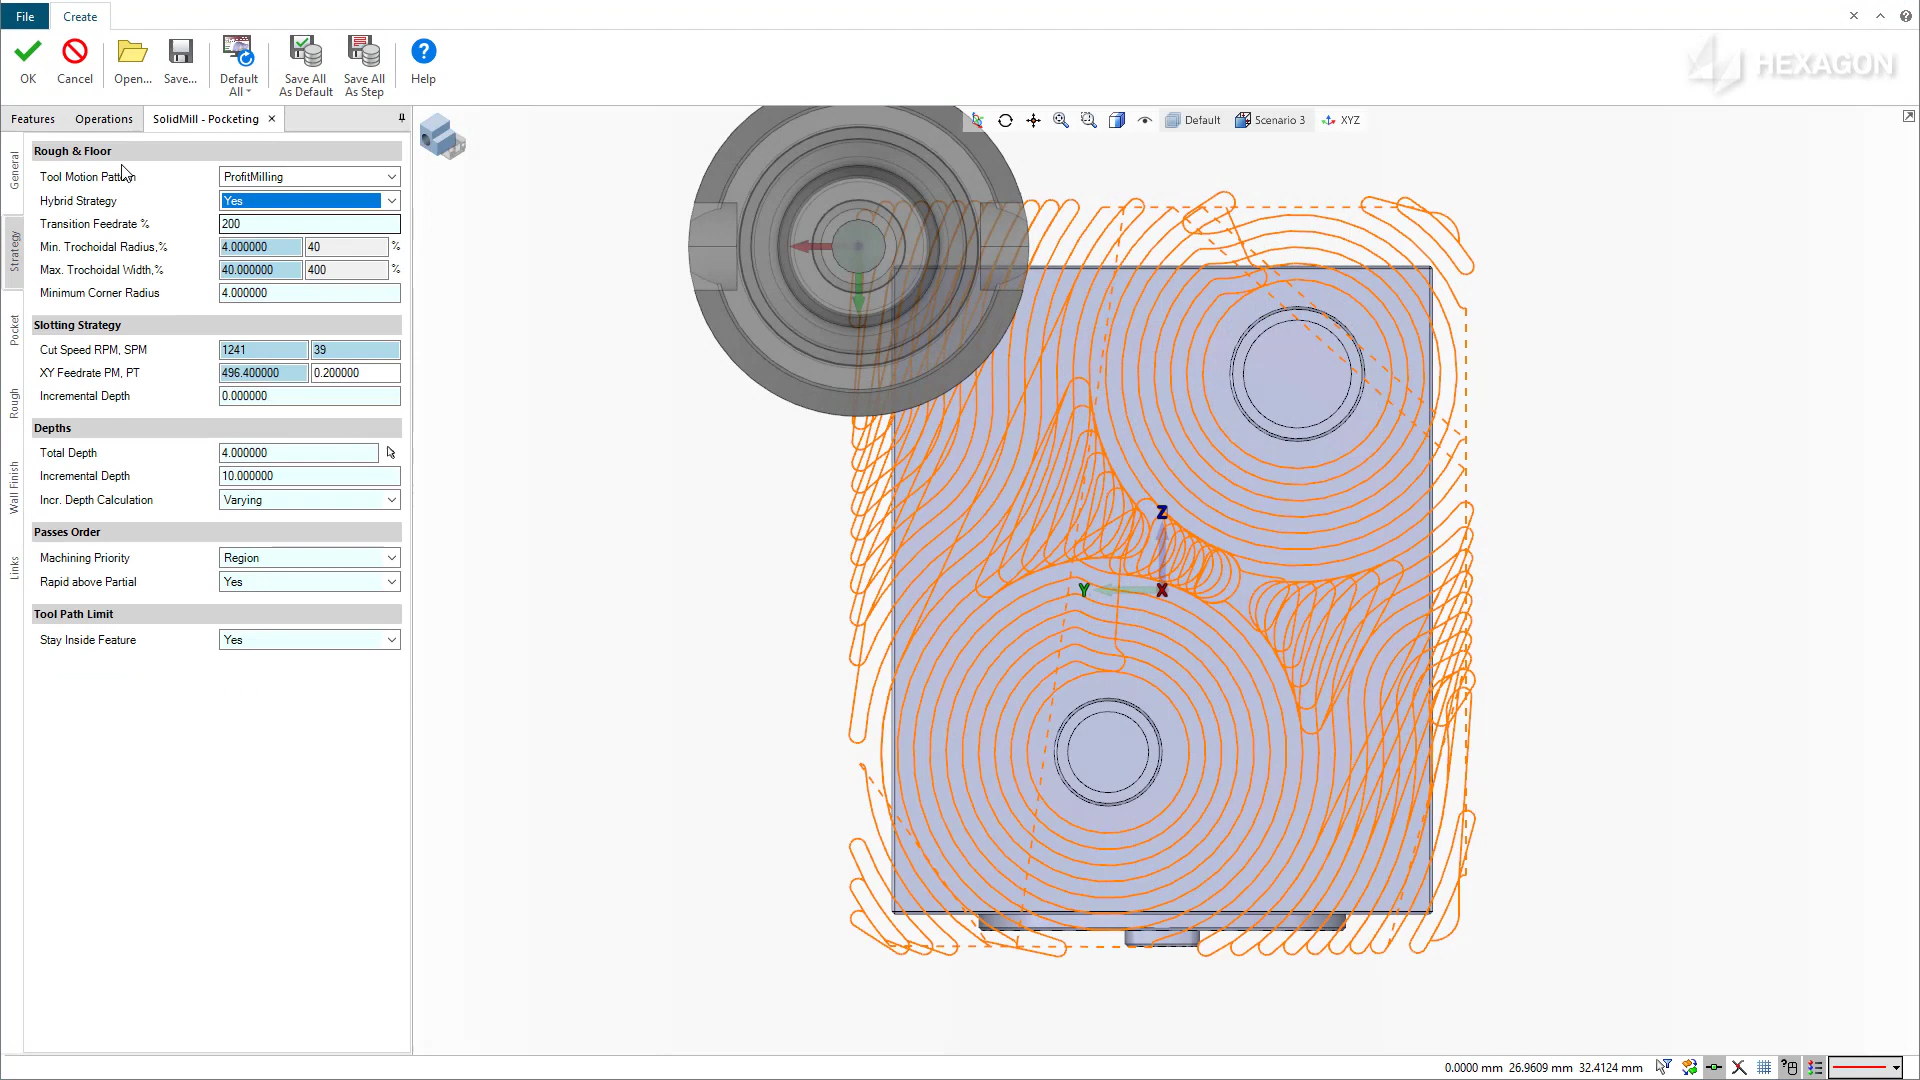 File
Create
OK
Cancel
Open...
Save...
Default All
Save All As Default
Save All As Step
Help
HEXAGON
Features
Operations
SolidMill - Pocketing
Default
Scenario 3
XYZ
General
Strategy
Pocket
Rough
Wall Finish
Links
Rough & Floor
Tool Motion Pattern ProfitMilling
Hybrid Strategy Yes
Transition Feedrate % 200
Min. Trochoidal Radius,% 4.000000 40 %
Max. Trochoidal Width,% 40.000000 400 %
Minimum Corner Radius 4.000000
Slotting Strategy
Cut Speed RPM, SPM 1241 39
XY Feedrate PM, PT 496.400000 0.200000
Incremental Depth 0.000000
Depths
Total Depth 4.000000
Incremental Depth 10.000000
Incr. Depth Calculation Varying
Passes Order
Machining Priority Region
Rapid above Partial Yes
Tool Path Limit
Stay Inside Feature Yes
Z
Y
X
0.0000 mm 26.9609 mm 32.4124 mm